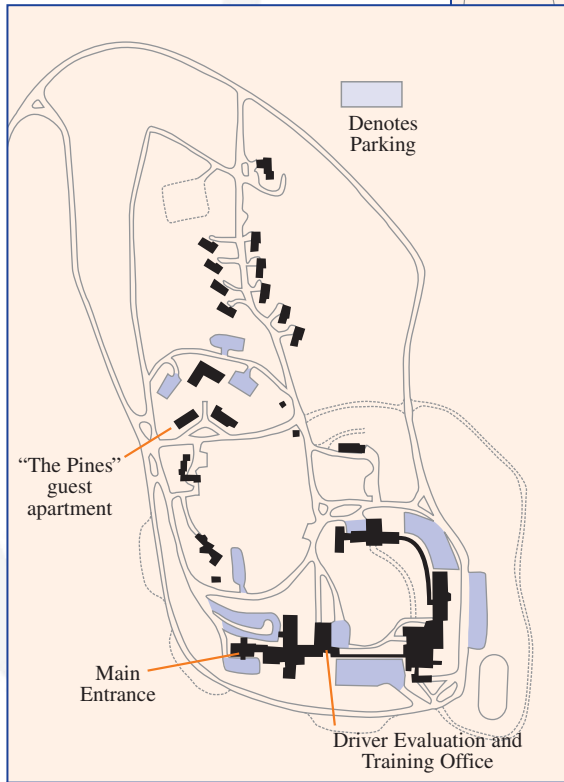 Denotes
Parking
“The Pines”
guest
apartment
Main
Entrance
Driver Evaluation and
Training Office